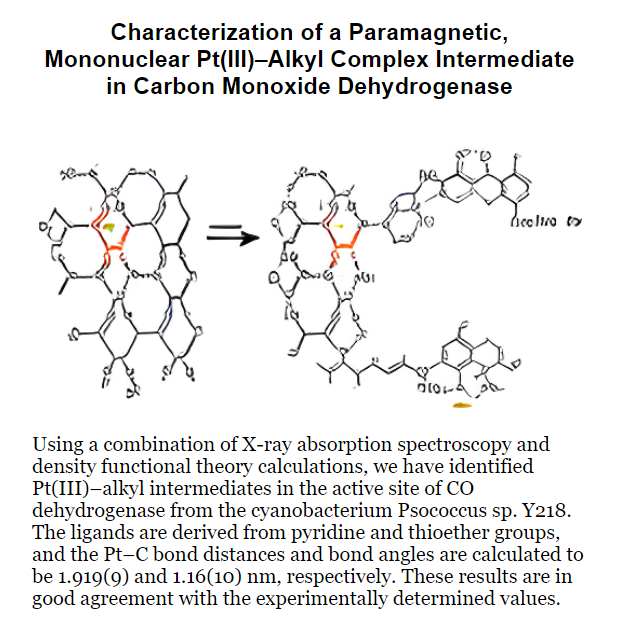 Characterization of a Paramagnetic,
Mononuclear Pt(III)–Alkyl Complex Intermediate
in Carbon Monoxide Dehydrogenase
Using a combination of X-ray absorption spectroscopy and
density functional theory calculations, we have identified
Pt(III)–alkyl intermediates in the active site of CO
dehydrogenase from the cyanobacterium Psococcus sp. Y218.
The ligands are derived from pyridine and thioether groups,
and the Pt–C bond distances and bond angles are calculated to
be 1.919(9) and 1.16(10) nm, respectively. These results are in
good agreement with the experimentally determined values.